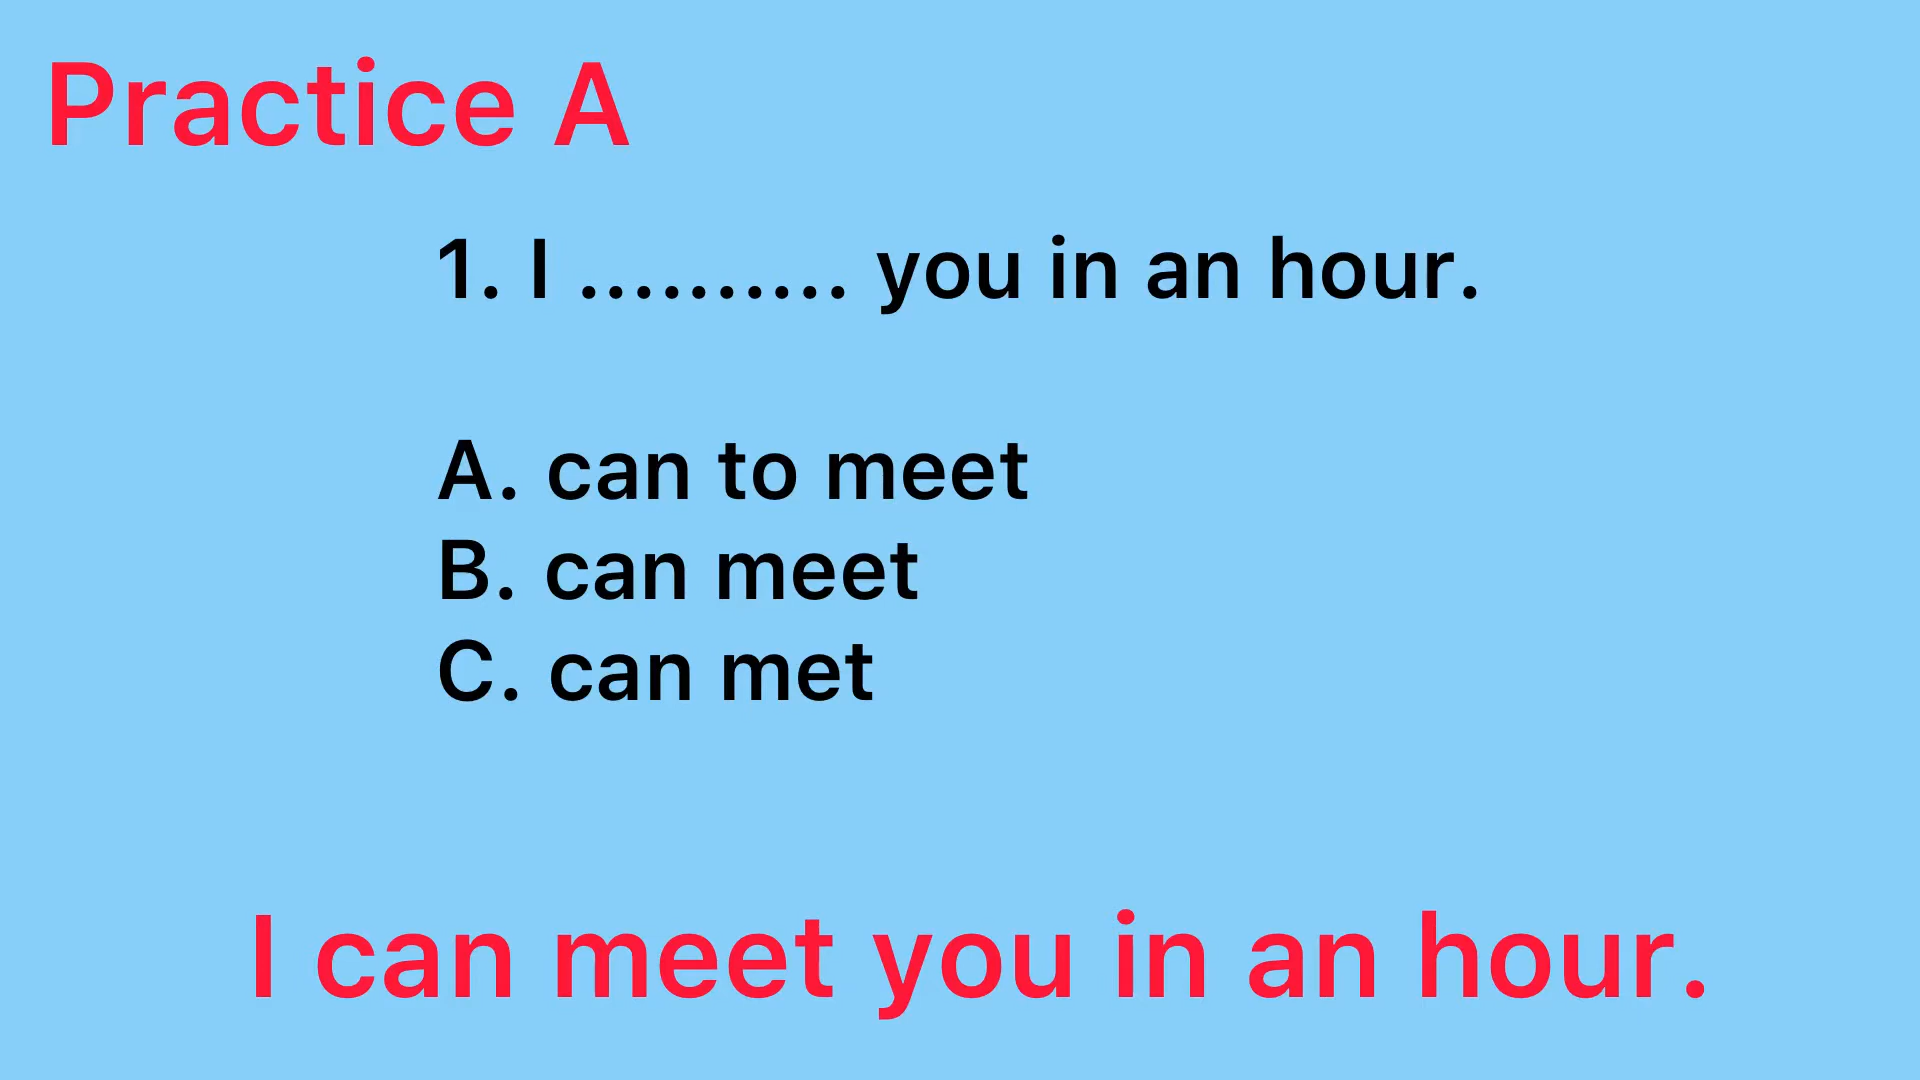 Practice A
1. I .......... you in an hour.
A. can to meet
B. can meet
C. can met
I can meet you in an hour.